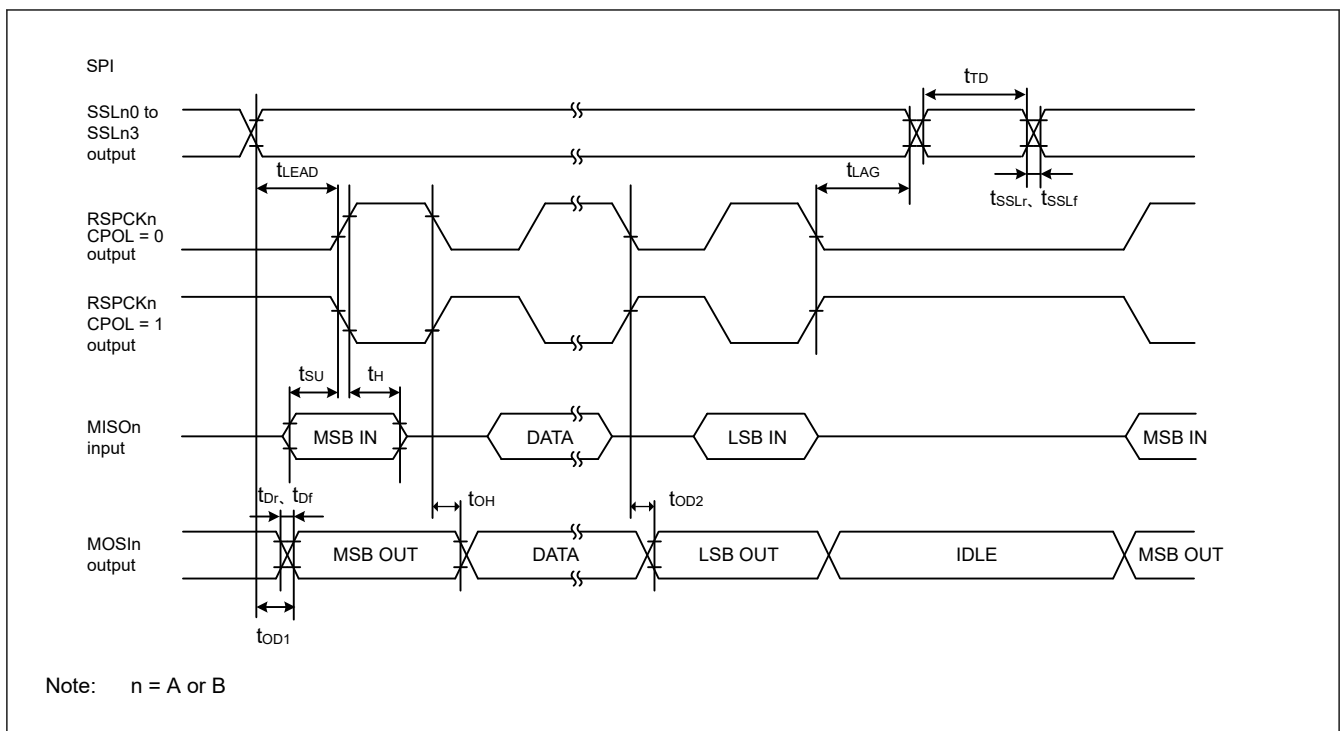 SPI
tTD
SSLn0 to
SSLn3
output
tLEAD
tLAG
tSSLr、tSSLf
RSPCKn
CPOL = 0
output
RSPCKn
CPOL = 1
output
tSU
tH
MISOn
input
MSB IN
DATA
LSB IN
MSB IN
tDr、tDf
tOH
tOD2
MOSIn
output
MSB OUT
DATA
LSB OUT
IDLE
MSB OUT
tOD1
Note: n = A or B